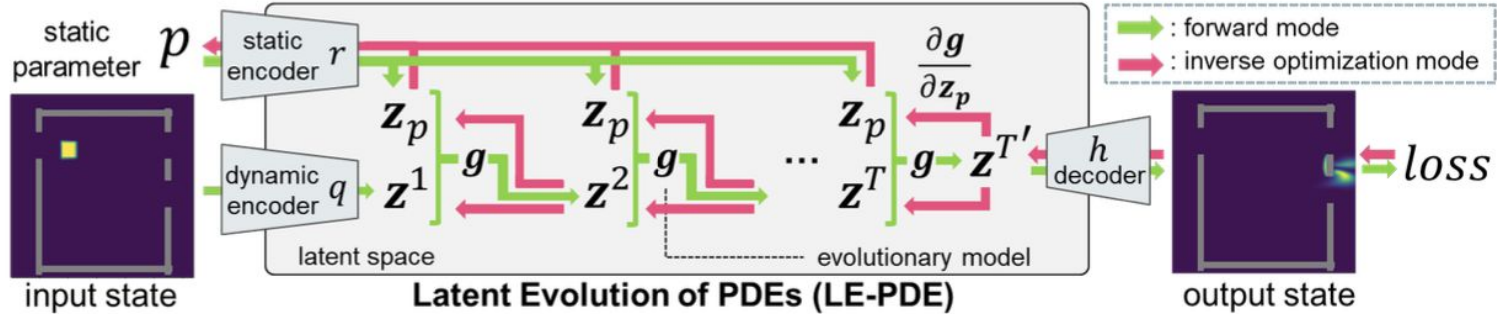 static
parameter
p
static
encoder r
∂g
∂z_p
: forward mode
: inverse optimization mode
z_p
z_p
z_p
dynamic
encoder q
z^1
g
z^2
g
...
z^T
g
z^{T'}
h
decoder
loss
latent space
evolutionary model
input state
Latent Evolution of PDEs (LE-PDE)
output state